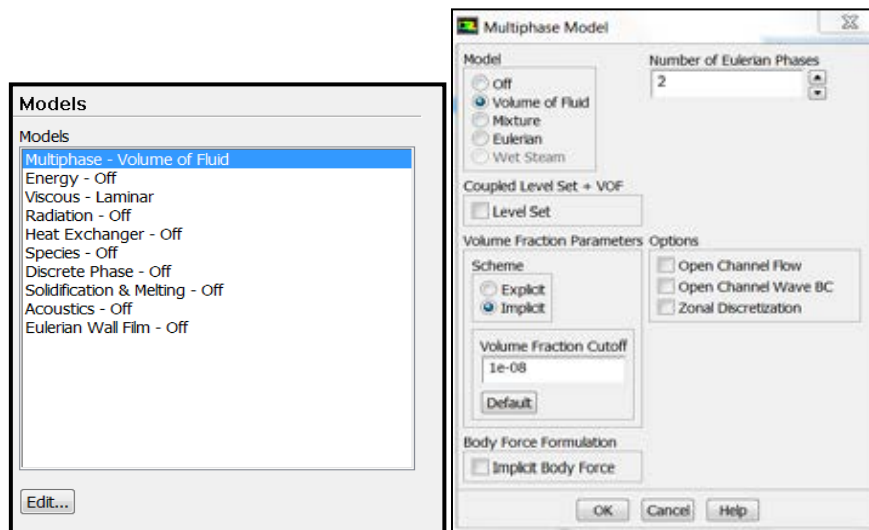 Models
Models
Multiphase - Volume of Fluid
Energy - Off
Viscous - Laminar
Radiation - Off
Heat Exchanger - Off
Species - Off
Discrete Phase - Off
Solidification & Melting - Off
Acoustics - Off
Eulerian Wall Film - Off
Edit...
Multiphase Model
Model
Off
Volume of Fluid
Mixture
Eulerian
Wet Steam
Number of Eulerian Phases
2
Coupled Level Set + VOF
Level Set
Volume Fraction Parameters
Scheme
Explicit
Implicit
Volume Fraction Cutoff
1e-08
Default
Options
Open Channel Flow
Open Channel Wave BC
Zonal Discretization
Body Force Formulation
Implicit Body Force
OK Cancel Help